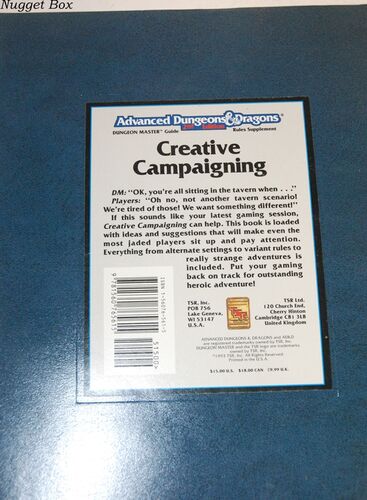 Nugget Box
Advanced Dungeons & Dragons®
2nd Edition
DUNGEON MASTER™ Guide Rules Supplement
Creative
Campaigning
DM: "OK, you're all sitting in the tavern when . . ."
Players: "Oh no, not another tavern scenario!
We're tired of those! We want something different!"
If this sounds like your latest gaming session,
Creative Campaigning can help. This book is loaded
with ideas and suggestions that will make even the
most jaded players sit up and pay attention.
Everything from alternate settings to variant rules to
really strange adventures is
included. Put your gaming
back on track for outstanding
heroic adventure!
TSR, Inc.
POB 756
Lake Geneva,
WI 53147
U.S.A.
TSR Ltd.
120 Church End,
Cherry Hinton
Cambridge CB1 3LB
United Kingdom
ADVANCED DUNGEONS & DRAGONS and AD&D
are registered trademarks owned by TSR, Inc.
DUNGEON MASTER and the TSR logo are trademarks
owned by TSR, Inc.
©1993 TSR, Inc. All Rights Reserved.
Printed in the U.S.A.
$15.00 U.S. $18.00 CAN £9.99 U.K.